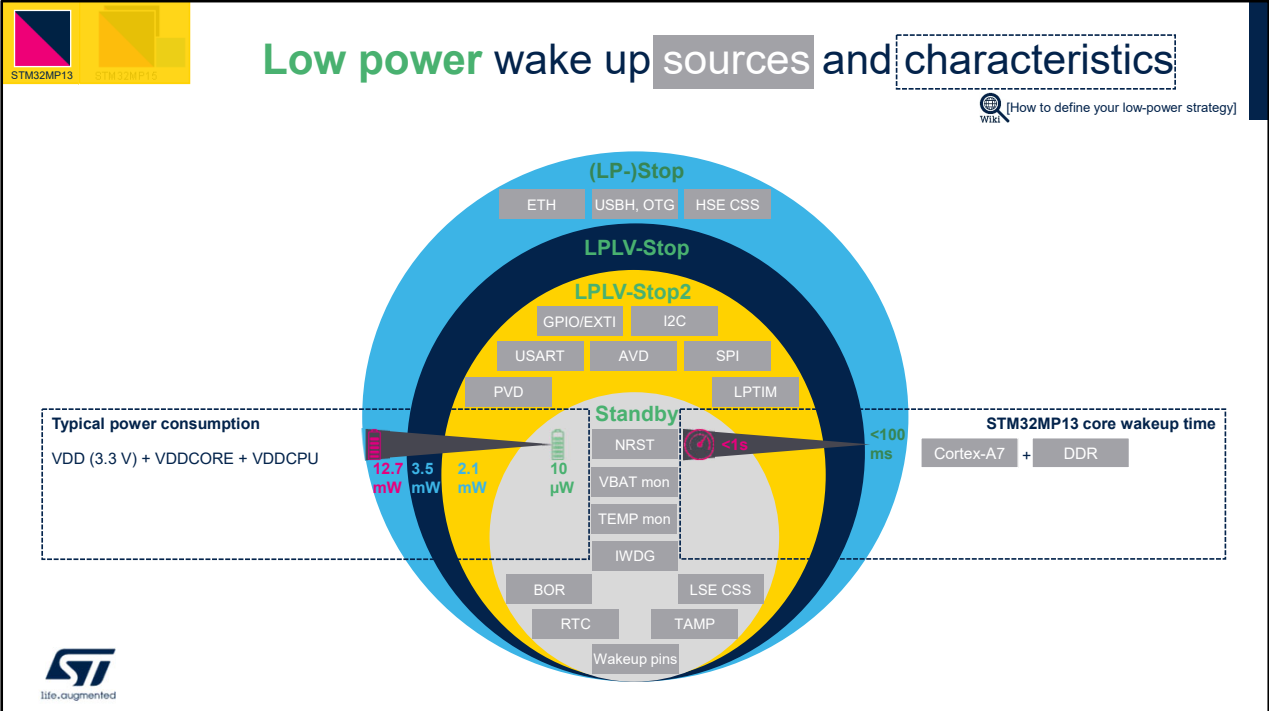 STM32MP13
STM32MP15
Low power wake up sources and characteristics
Wiki
[How to define your low-power strategy]
(LP-)Stop
ETH
USBH, OTG
HSE CSS
LPLV-Stop
LPLV-Stop2
GPIO/EXTI
I2C
USART
AVD
SPI
PVD
LPTIM
Standby
Typical power consumption
VDD (3.3 V) + VDDCORE + VDDCPU
12.7
mW
3.5
mW
2.1
mW
10
µW
NRST
VBAT mon
TEMP mon
IWDG
<1s
<100
ms
STM32MP13 core wakeup time
Cortex-A7 + DDR
BOR
LSE CSS
RTC
TAMP
Wakeup pins
ST
life.augmented